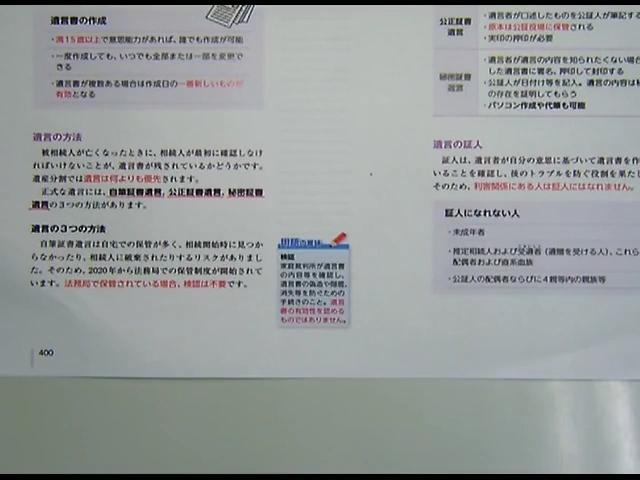 遺言書の作成
・満15歳以上で意思能力があれば、誰でも作成が可能
・一度作成しても、いつでも全部または一部を変更で
きる
・遺言書が複数ある場合は作成日の一番新しいものが
有効となる
遺言の方法
被相続人が亡くなったときに、相続人が最初に確認しなけ
ればいけないことが、遺言書が残されているかどうかです。
遺産分割では遺言は何よりも優先されます。
正式な遺言には、自筆証書遺言、公正証書遺言、秘密証書
遺言の3つの方法があります。
遺言の3つの方法
自筆証書遺言は自宅での保管が多く、相続開始時に見つか
らなかったり、相続人に破棄されたりするリスクがありまし
た。そのため、2020年から法務局での保管制度が開始されて
います。法務局で保管されている場合、検認は不要です。
400
用語の意味
検認
家庭裁判所が遺言書
の内容等を確認し、
遺言書の偽造や隠匿、
消失等を防ぐための
手続きのこと。遺言
書の有効性を認める
ものではありません。
公正証書
遺言
・遺言者が口述したものを公証人が筆記する
・原本は公証役場に保管される
・実印の押印が必要
秘密証書
遺言
・遺言者が遺言の内容を知られたくない場合
した遺言書に署名、押印して封印する
・公証人が日付け等を記入。遺言の内容は秘
の存在を証明してもらう
・パソコン作成や代筆も可能
遺言の証人
証人は、遺言者が自分の意思に基づいて遺言書を作
いることを確認し、後のトラブルを防ぐ役割を果たし
そのため、利害関係にある人は証人にはなれません。
証人になれない人
・未成年者
・推定相続人および受遺者（遺贈を受ける人）、これら
配偶者および直系血族
・公証人の配偶者ならびに4親等内の親族等